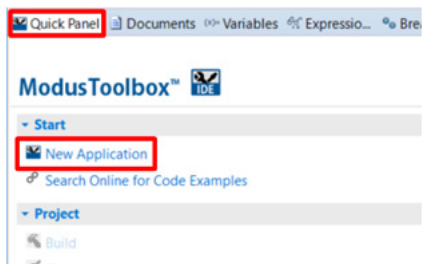 Quick Panel Documents (x)= Variables Expressio... Bre
ModusToolbox™ IDE
Start
New Application
Search Online for Code Examples
Project
Build